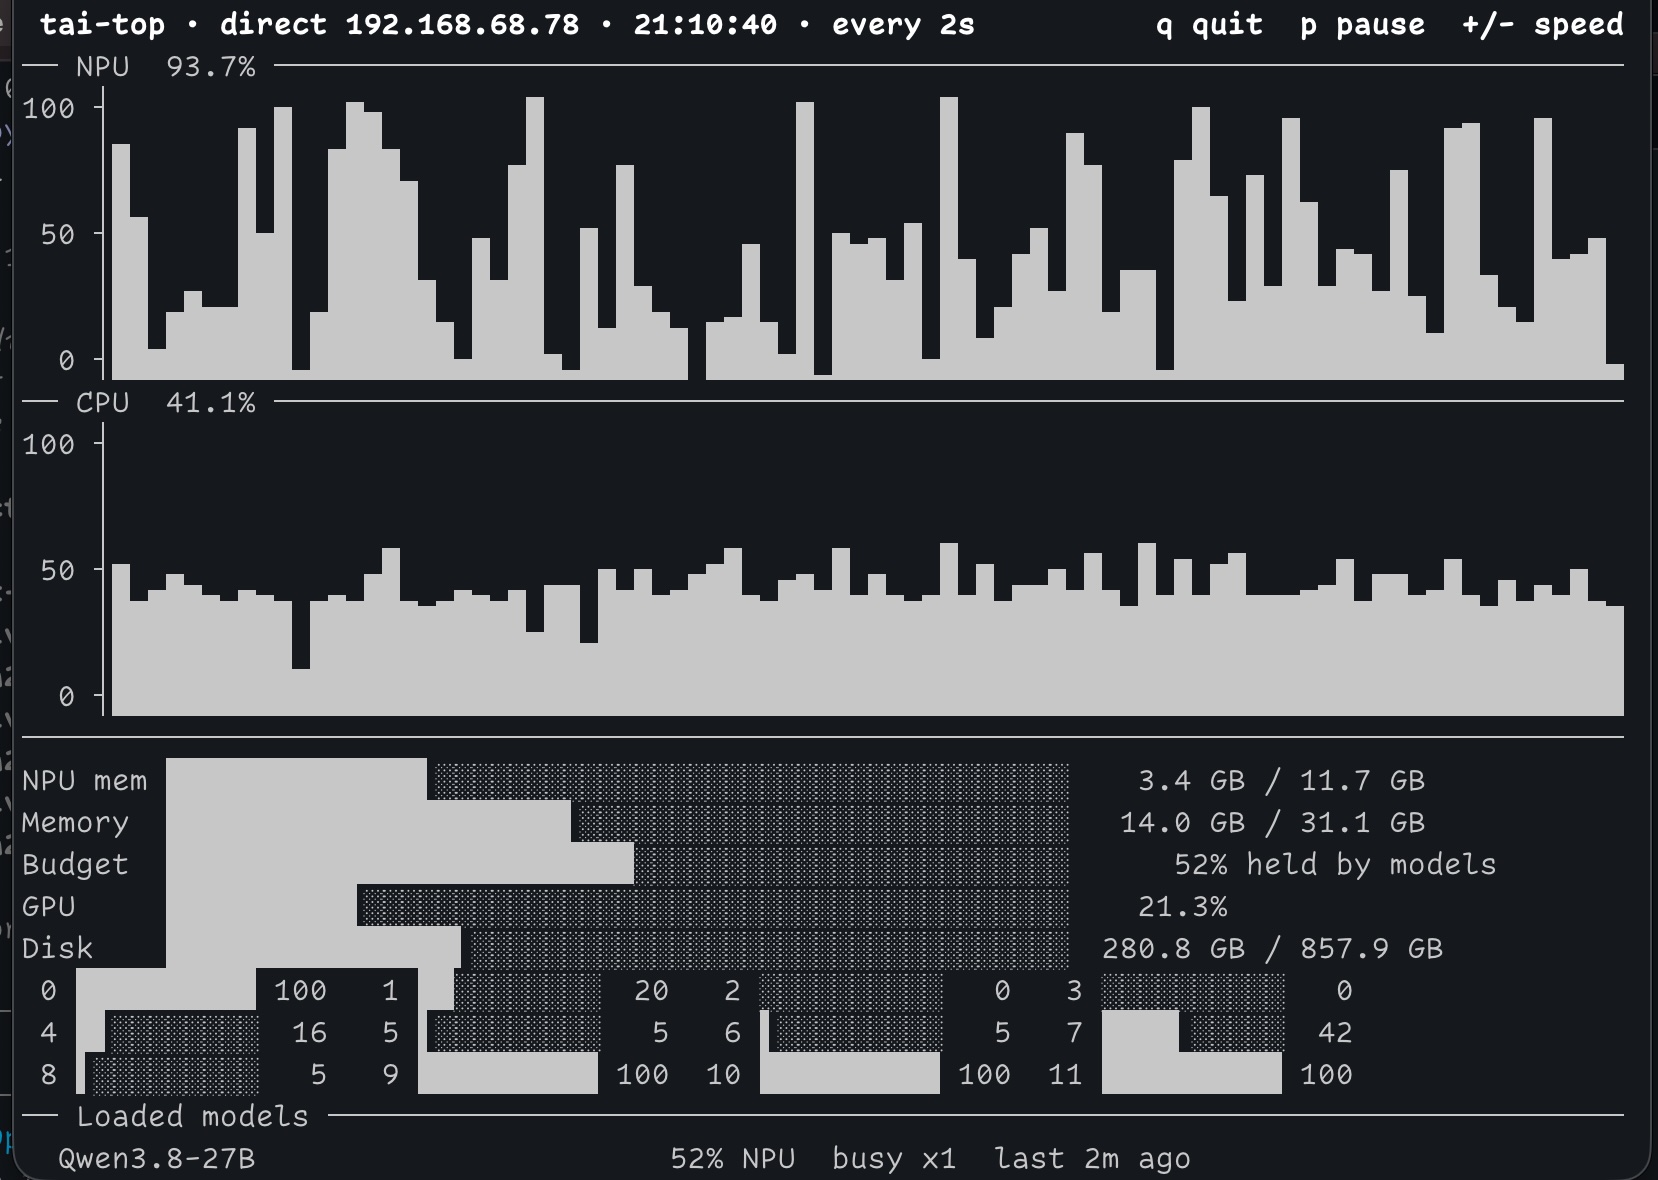 tai-top · direct 192.168.68.78 · 21:10:40 · every 2s q quit p pause +/- speed
NPU 93.7%
100
50
0
CPU 41.1%
100
50
0
NPU mem 3.4 GB / 11.7 GB
Memory 14.0 GB / 31.1 GB
Budget 52% held by models
GPU 21.3%
Disk 280.8 GB / 857.9 GB
0 100 1 20 2 0 3 0
4 16 5 5 6 5 7 42
8 5 9 100 10 100 11 100
Loaded models
Qwen3.8-27B 52% NPU busy x1 last 2m ago